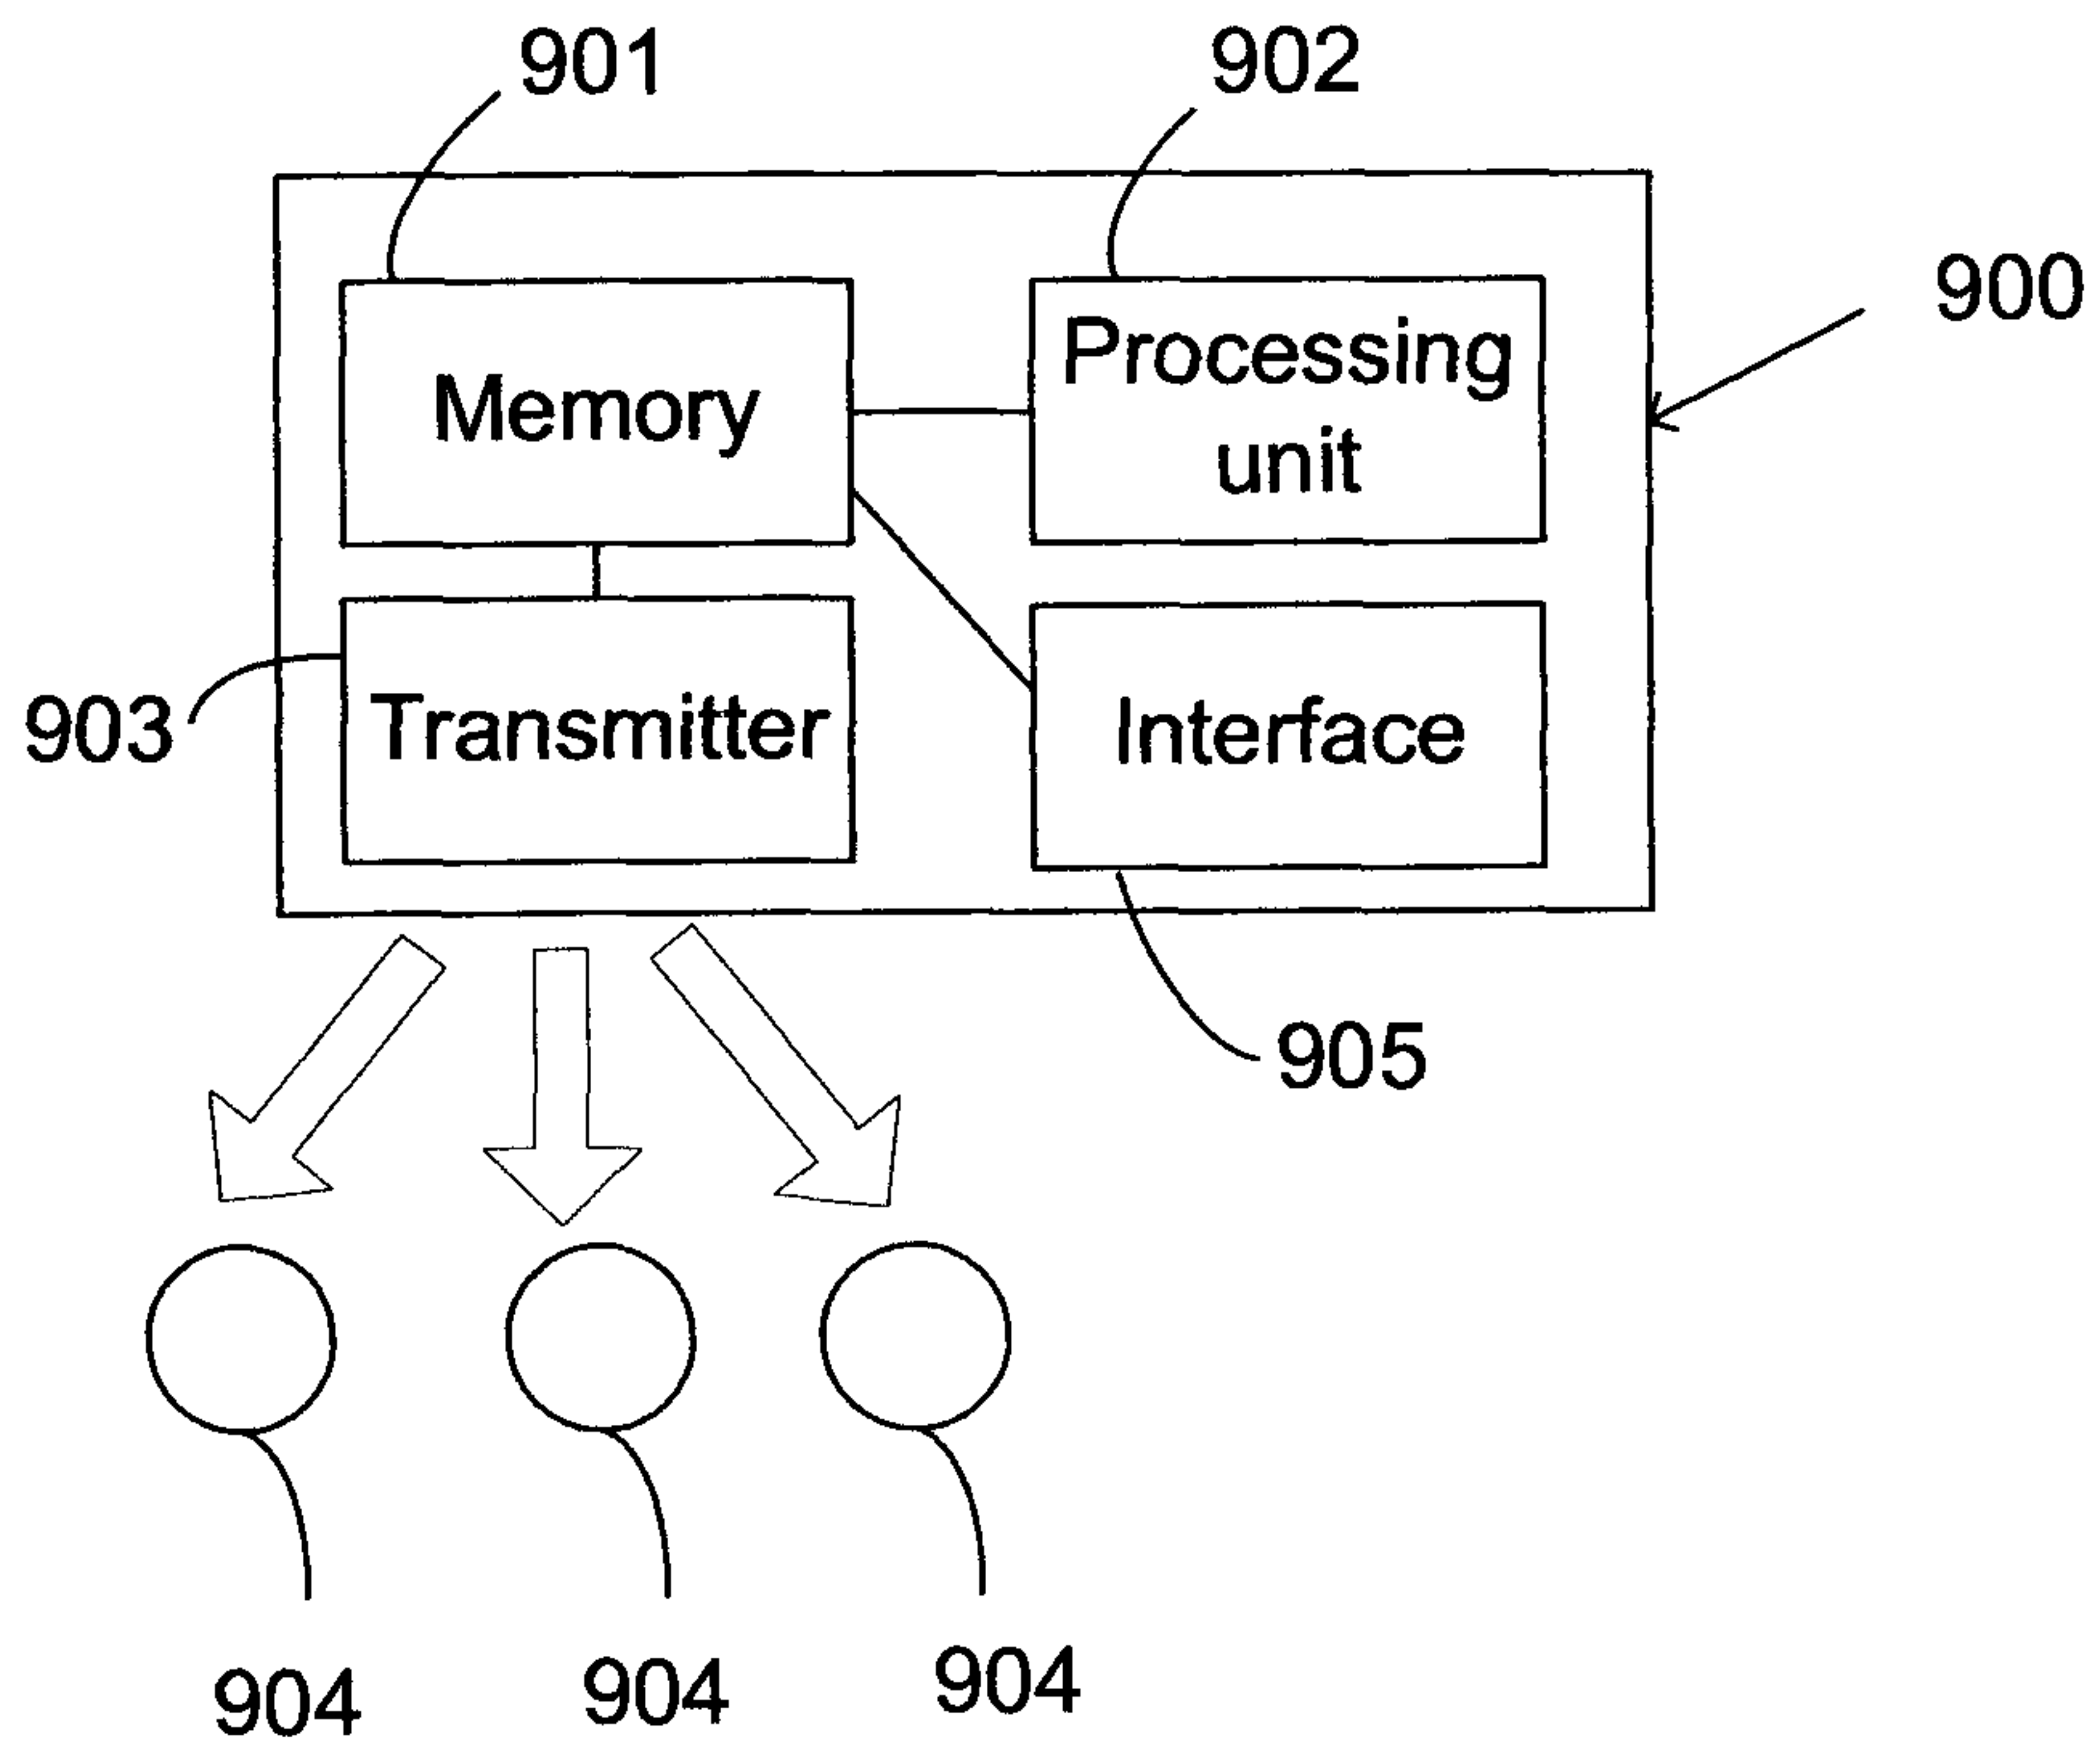 901
902
900
Memory
Processing
unit
903
Transmitter
Interface
905
904
904
904